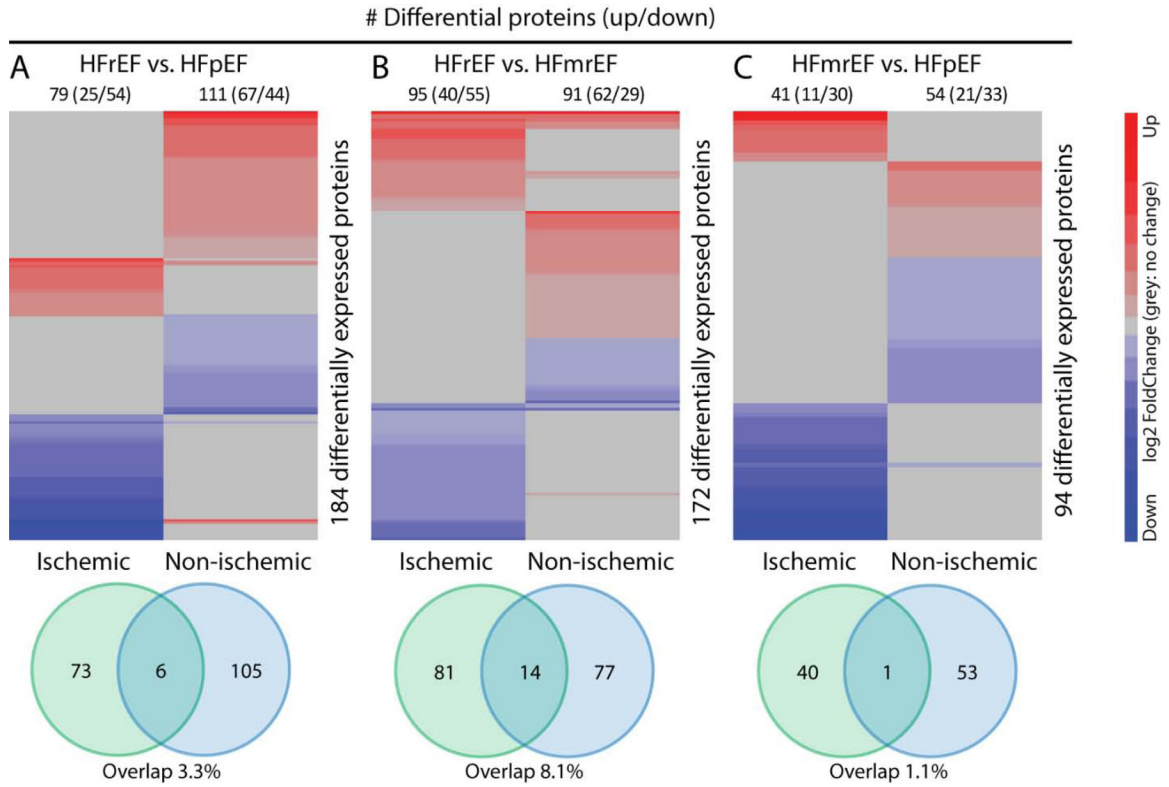 # Differential proteins (up/down)
A HFrEF vs. HFpEF
79 (25/54) 111 (67/44)
184 differentially expressed proteins
Ischemic Non-ischemic
73 6 105
Overlap 3.3%
B HFrEF vs. HFmrEF
95 (40/55) 91 (62/29)
172 differentially expressed proteins
Ischemic Non-ischemic
81 14 77
Overlap 8.1%
C HFmrEF vs. HFpEF
41 (11/30) 54 (21/33)
94 differentially expressed proteins
Ischemic Non-ischemic
40 1 53
Overlap 1.1%
Down log2 FoldChange (grey: no change) Up